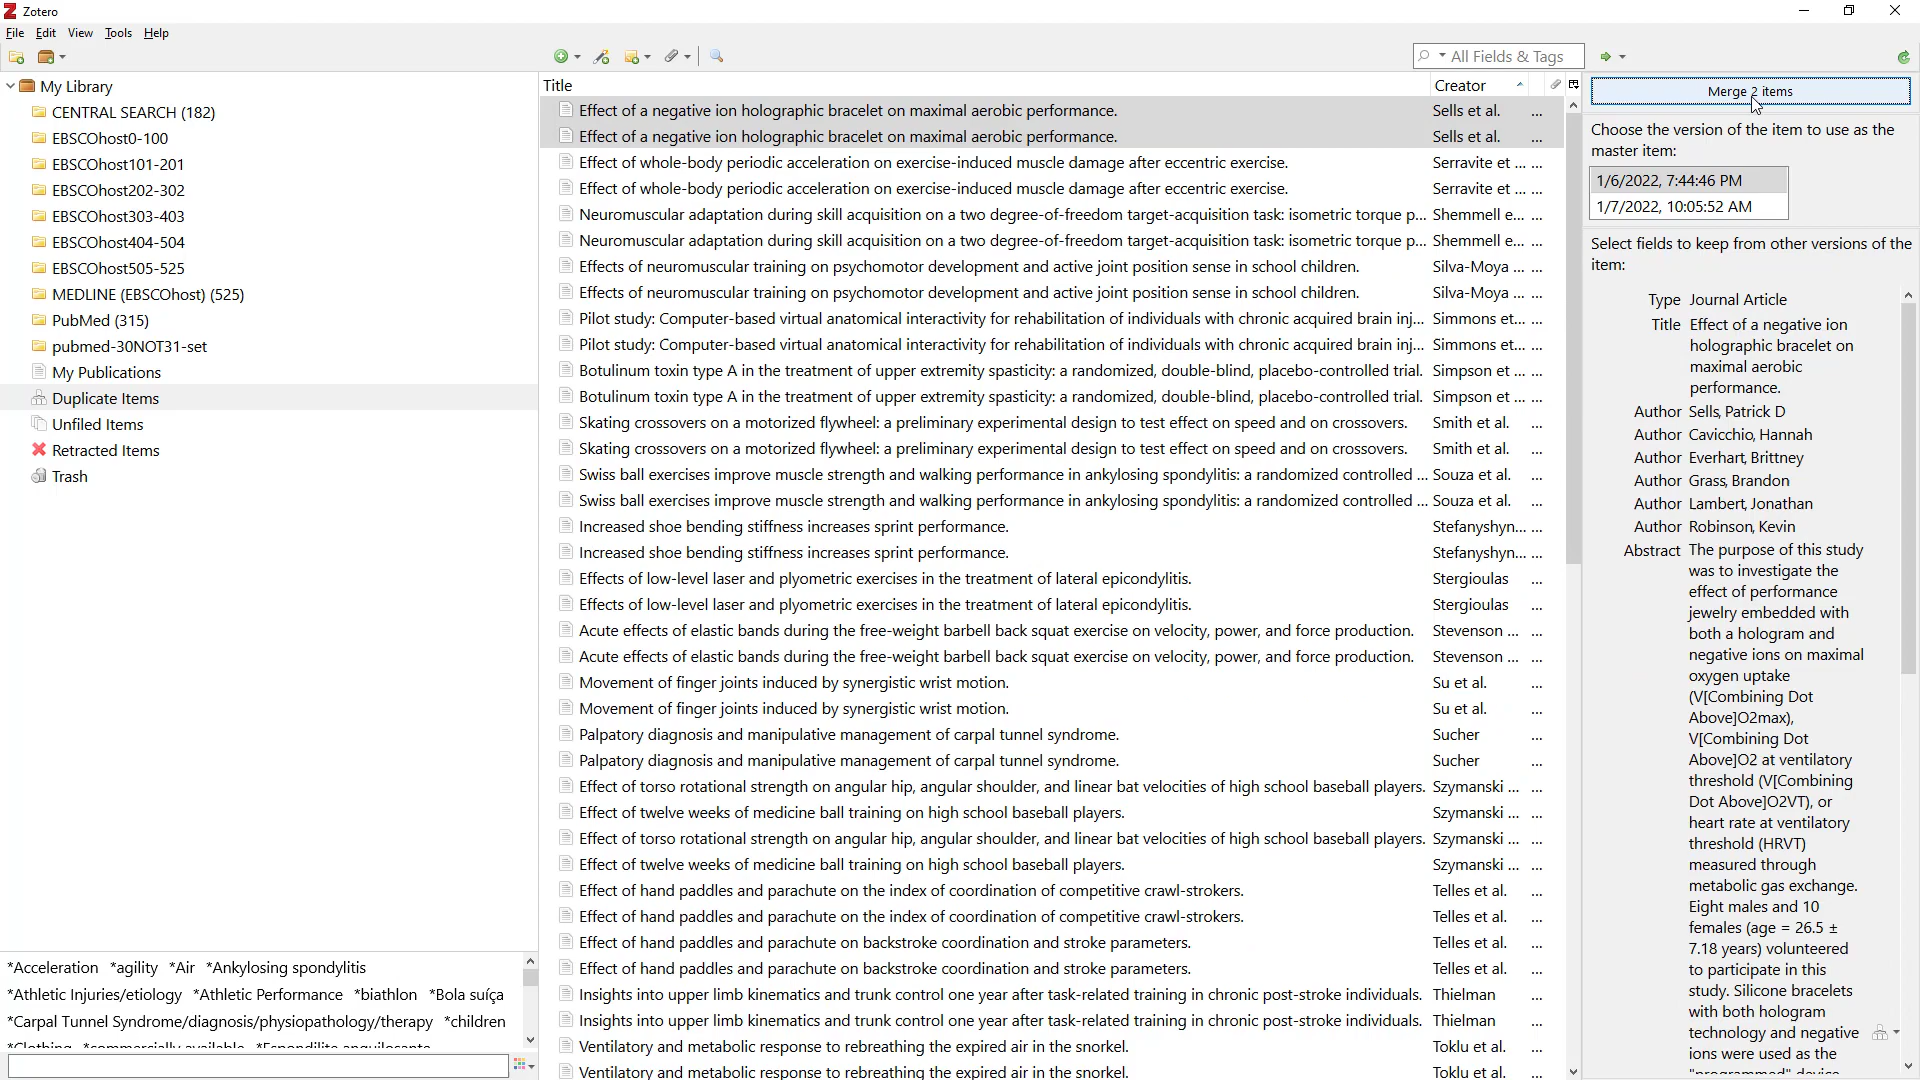 Zotero
File Edit View Tools Help
All Fields & Tags
My Library
CENTRAL SEARCH (182)
EBSCOhost0-100
EBSCOhost101-201
EBSCOhost202-302
EBSCOhost303-403
EBSCOhost404-504
EBSCOhost505-525
MEDLINE (EBSCOhost) (525)
PubMed (315)
pubmed-30NOT31-set
My Publications
Duplicate Items
Unfiled Items
Retracted Items
Trash
*Acceleration *agility *Air *Ankylosing spondylitis
*Athletic Injuries/etiology *Athletic Performance *biathlon *Bola suíça
*Carpal Tunnel Syndrome/diagnosis/physiopathology/therapy *children
*Clothing *commercially available *Espondilite anquilosante
Title Creator
Effect of a negative ion holographic bracelet on maximal aerobic performance. Sells et al. ...
Effect of a negative ion holographic bracelet on maximal aerobic performance. Sells et al. ...
Effect of whole-body periodic acceleration on exercise-induced muscle damage after eccentric exercise. Serravite et ... ...
Effect of whole-body periodic acceleration on exercise-induced muscle damage after eccentric exercise. Serravite et ... ...
Neuromuscular adaptation during skill acquisition on a two degree-of-freedom target-acquisition task: isometric torque p... Shemmell e... ...
Neuromuscular adaptation during skill acquisition on a two degree-of-freedom target-acquisition task: isometric torque p... Shemmell e... ...
Effects of neuromuscular training on psychomotor development and active joint position sense in school children. Silva-Moya ... ...
Effects of neuromuscular training on psychomotor development and active joint position sense in school children. Silva-Moya ... ...
Pilot study: Computer-based virtual anatomical interactivity for rehabilitation of individuals with chronic acquired brain inj... Simmons et... ...
Pilot study: Computer-based virtual anatomical interactivity for rehabilitation of individuals with chronic acquired brain inj... Simmons et... ...
Botulinum toxin type A in the treatment of upper extremity spasticity: a randomized, double-blind, placebo-controlled trial. Simpson et ... ...
Botulinum toxin type A in the treatment of upper extremity spasticity: a randomized, double-blind, placebo-controlled trial. Simpson et ... ...
Skating crossovers on a motorized flywheel: a preliminary experimental design to test effect on speed and on crossovers. Smith et al. ...
Skating crossovers on a motorized flywheel: a preliminary experimental design to test effect on speed and on crossovers. Smith et al. ...
Swiss ball exercises improve muscle strength and walking performance in ankylosing spondylitis: a randomized controlled ... Souza et al. ...
Swiss ball exercises improve muscle strength and walking performance in ankylosing spondylitis: a randomized controlled ... Souza et al. ...
Increased shoe bending stiffness increases sprint performance. Stefanyshyn... ...
Increased shoe bending stiffness increases sprint performance. Stefanyshyn... ...
Effects of low-level laser and plyometric exercises in the treatment of lateral epicondylitis. Stergioulas ...
Effects of low-level laser and plyometric exercises in the treatment of lateral epicondylitis. Stergioulas ...
Acute effects of elastic bands during the free-weight barbell back squat exercise on velocity, power, and force production. Stevenson ... ...
Acute effects of elastic bands during the free-weight barbell back squat exercise on velocity, power, and force production. Stevenson ... ...
Movement of finger joints induced by synergistic wrist motion. Su et al. ...
Movement of finger joints induced by synergistic wrist motion. Su et al. ...
Palpatory diagnosis and manipulative management of carpal tunnel syndrome. Sucher ...
Palpatory diagnosis and manipulative management of carpal tunnel syndrome. Sucher ...
Effect of torso rotational strength on angular hip, angular shoulder, and linear bat velocities of high school baseball players. Szymanski ... ...
Effect of twelve weeks of medicine ball training on high school baseball players. Szymanski ... ...
Effect of torso rotational strength on angular hip, angular shoulder, and linear bat velocities of high school baseball players. Szymanski ... ...
Effect of twelve weeks of medicine ball training on high school baseball players. Szymanski ... ...
Effect of hand paddles and parachute on the index of coordination of competitive crawl-strokers. Telles et al. ...
Effect of hand paddles and parachute on the index of coordination of competitive crawl-strokers. Telles et al. ...
Effect of hand paddles and parachute on backstroke coordination and stroke parameters. Telles et al. ...
Effect of hand paddles and parachute on backstroke coordination and stroke parameters. Telles et al. ...
Insights into upper limb kinematics and trunk control one year after task-related training in chronic post-stroke individuals. Thielman ...
Insights into upper limb kinematics and trunk control one year after task-related training in chronic post-stroke individuals. Thielman ...
Ventilatory and metabolic response to rebreathing the expired air in the snorkel. Toklu et al. ...
Ventilatory and metabolic response to rebreathing the expired air in the snorkel. Toklu et al. ...
Merge 2 items
Choose the version of the item to use as the
master item:
1/6/2022, 7:44:46 PM
1/7/2022, 10:05:52 AM
Select fields to keep from other versions of the
item:
Type Journal Article
Title Effect of a negative ion
holographic bracelet on
maximal aerobic
performance.
Author Sells, Patrick D
Author Cavicchio, Hannah
Author Everhart, Brittney
Author Grass, Brandon
Author Lambert, Jonathan
Author Robinson, Kevin
Abstract The purpose of this study
was to investigate the
effect of performance
jewelry embedded with
both a hologram and
negative ions on maximal
oxygen uptake
(V[Combining Dot
Above]O2max),
V[Combining Dot
Above]O2 at ventilatory
threshold (V[Combining
Dot Above]O2VT), or
heart rate at ventilatory
threshold (HRVT)
measured through
metabolic gas exchange.
Eight males and 10
females (age = 26.5 ±
7.18 years) volunteered
to participate in this
study. Silicone bracelets
with both hologram
technology and negative
ions were used as the
"programmed" device